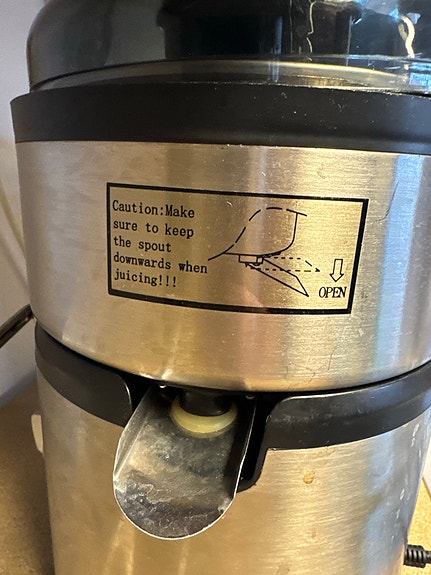 Caution:Make
sure to keep
the spout
downwards when
juicing!!!
OPEN